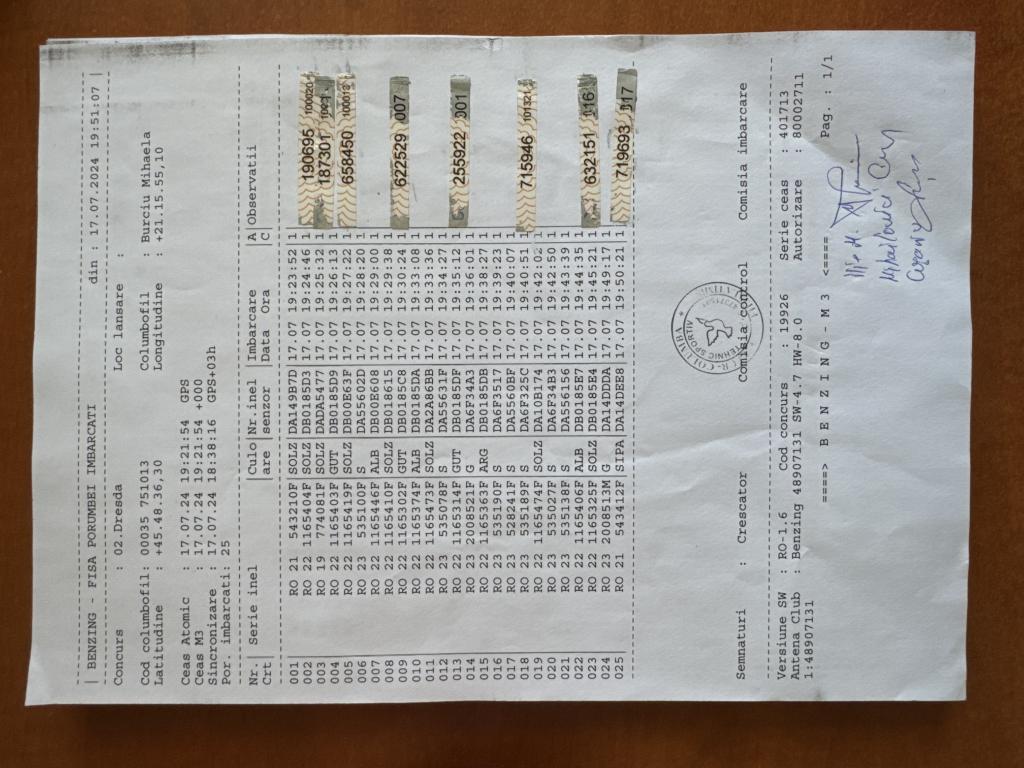 | BENZING - FISA PORUMBEI IMBARCATI din : 17.07.2024 19:51:07 |
Concurs : 02.Dresda Loc lansare :
Cod columbofil: 00035 751013 Columbofil : Burciu Mihaela
Latitudine : +45.48.36,30 Longitudine : +21.15.55,10
Ceas Atomic : 17.07.24 19:21:54 GPS
Ceas M3 : 17.07.24 19:21:54 +000
Sincronizare : 17.07.24 18:38:16 GPS+03h
Por. imbarcati: 25
Nr.| Serie inel |Culo|Nr.inel |Imbarcare |A|Observatii
Crt| |are |senzor |Data Ora |C|
001 RO 21 543210F SOLZ DA149B7D 17.07 19:23:52 1
002 RO 22 1165404F SOLZ DB0185D3 17.07 19:24:46 1 190695 100020
003 RO 19 774081F SOLZ DADA5477 17.07 19:25:32 1 187301
004 RO 22 1165403F GUT DB0185D9 17.07 19:26:13 1
005 RO 22 1165419F SOLZ DB00E63F 17.07 19:27:22 1 658450 100013
006 RO 23 535100F S DA55602D 17.07 19:28:20 1
007 RO 22 1165446F ALB DB00E608 17.07 19:29:00 1
008 RO 22 1165410F SOLZ DB018615 17.07 19:29:38 1
009 RO 22 1165302F GUT DB0185C8 17.07 19:30:24 1 622529 007
010 RO 22 1165374F ALB DB0185DA 17.07 19:33:08 1
011 RO 22 1165473F SOLZ DA2A86BB 17.07 19:33:36 1
012 RO 23 535078F S DA55631F 17.07 19:34:27 1
013 RO 22 1165314F GUT DB0185DF 17.07 19:35:12 1 255922 001
014 RO 23 2008521F G DA6F34A3 17.07 19:36:01 1
015 RO 22 1165363F ARG DB0185DB 17.07 19:38:27 1
016 RO 23 535190F S DA6F3517 17.07 19:39:23 1
017 RO 23 528241F S DA5560BF 17.07 19:40:07 1
018 RO 23 535189F S DA6F325C 17.07 19:40:51 1 715946 101321
019 RO 22 1165474F SOLZ DA10B174 17.07 19:42:02 1
020 RO 23 535027F S DA6F34B3 17.07 19:42:50 1
021 RO 23 535138F S DA556156 17.07 19:43:39 1
022 RO 22 1165406F ALB DB0185E7 17.07 19:44:35 1 632151 116
023 RO 22 1165325F SOLZ DB0185E4 17.07 19:45:21 1
024 RO 23 2008513M G DA14DDDA 17.07 19:49:17 1 719693 317
025 RO 21 543412F SIPA DA14DEE8 17.07 19:50:21 1
COLUMBA
Semnaturi : Crescator Comisia control Comisia imbarcare
Versiune SW : RO-1.6 Cod concurs : 19926 Serie ceas : 401713
Antena Club : Benzing 48907131 SW-4.7 HW-8.0 Autorizare : 80002711
1:48907131
====> B E N Z I N G - M 3 <==== Pag. : 1/1